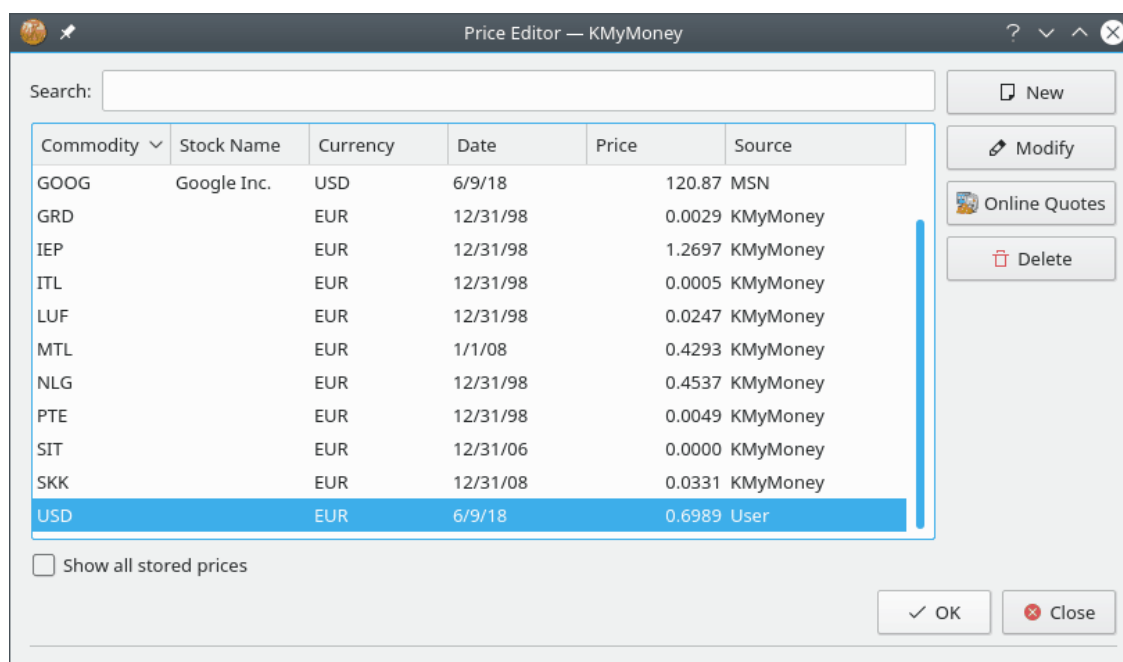 Price Editor — KMyMoney
Search:
New
Commodity Stock Name Currency Date Price Source
Modify
GOOG Google Inc. USD 6/9/18 120.87 MSN
Online Quotes
GRD EUR 12/31/98 0.0029 KMyMoney
IEP EUR 12/31/98 1.2697 KMyMoney
Delete
ITL EUR 12/31/98 0.0005 KMyMoney
LUF EUR 12/31/98 0.0247 KMyMoney
MTL EUR 1/1/08 0.4293 KMyMoney
NLG EUR 12/31/98 0.4537 KMyMoney
PTE EUR 12/31/98 0.0049 KMyMoney
SIT EUR 12/31/06 0.0000 KMyMoney
SKK EUR 12/31/08 0.0331 KMyMoney
USD EUR 6/9/18 0.6989 User
Show all stored prices
OK Close